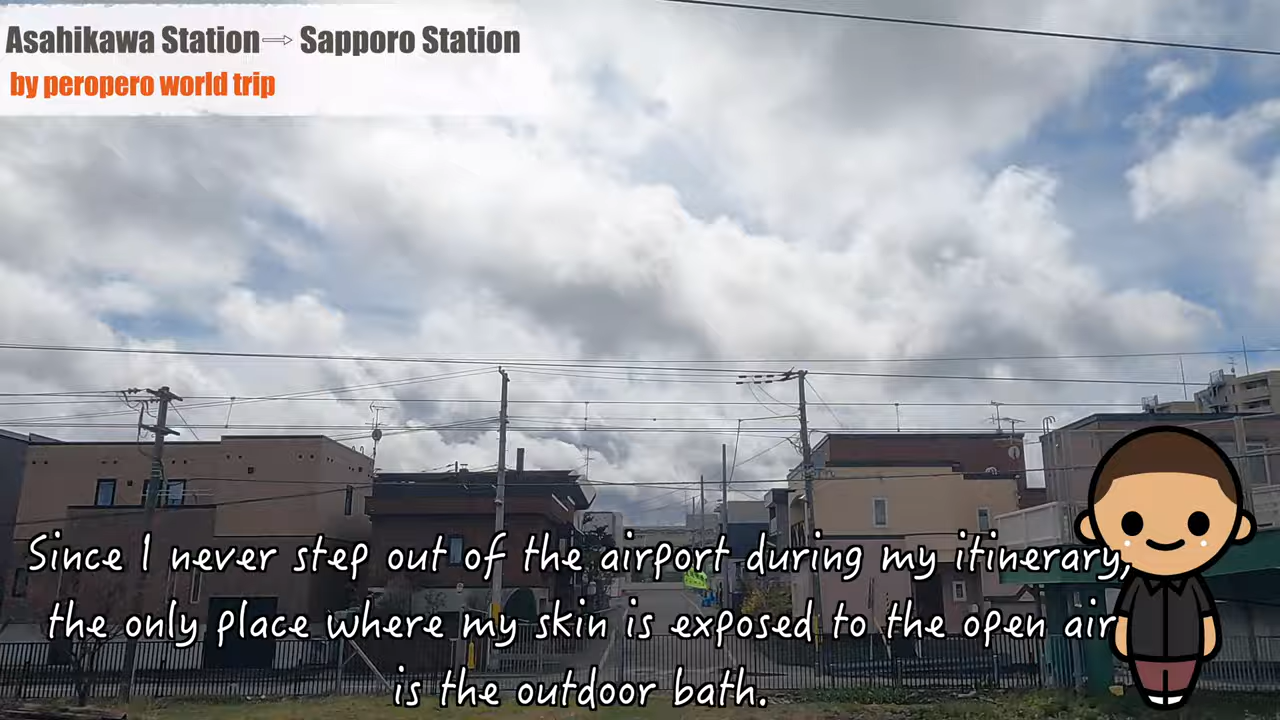 Asahikawa Station⇨ Sapporo Station
by peropero world trip
Since I never step out of the airport during my itinerary,
the only place where my skin is exposed to the open air
is the outdoor bath.